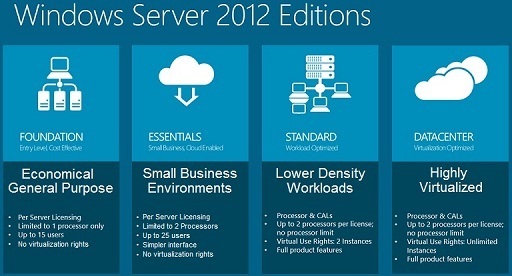 Windows Server 2012 Editions
FOUNDATION
Entry Level, Cost Effective
Economical
General Purpose
• Per Server Licensing
• Limited to 1 processor only
• Up to 15 users
• No virtualization rights
ESSENTIALS
Small Business, Cloud Enabled
Small Business
Environments
• Per Server Licensing
• Limited to 2 Processors
• Up to 25 users
• Simpler interface
• No virtualization rights
STANDARD
Workload Optimized
Lower Density
Workloads
• Processor & CALs
• Up to 2 processors per license;
no processor limit
• Virtual Use Rights: 2 Instances
• Full product features
DATACENTER
Virtualization Optimized
Highly
Virtualized
• Processor & CALs
• Up to 2 processors per license;
no processor limit
• Virtual Use Rights: Unlimited
Instances
• Full product features